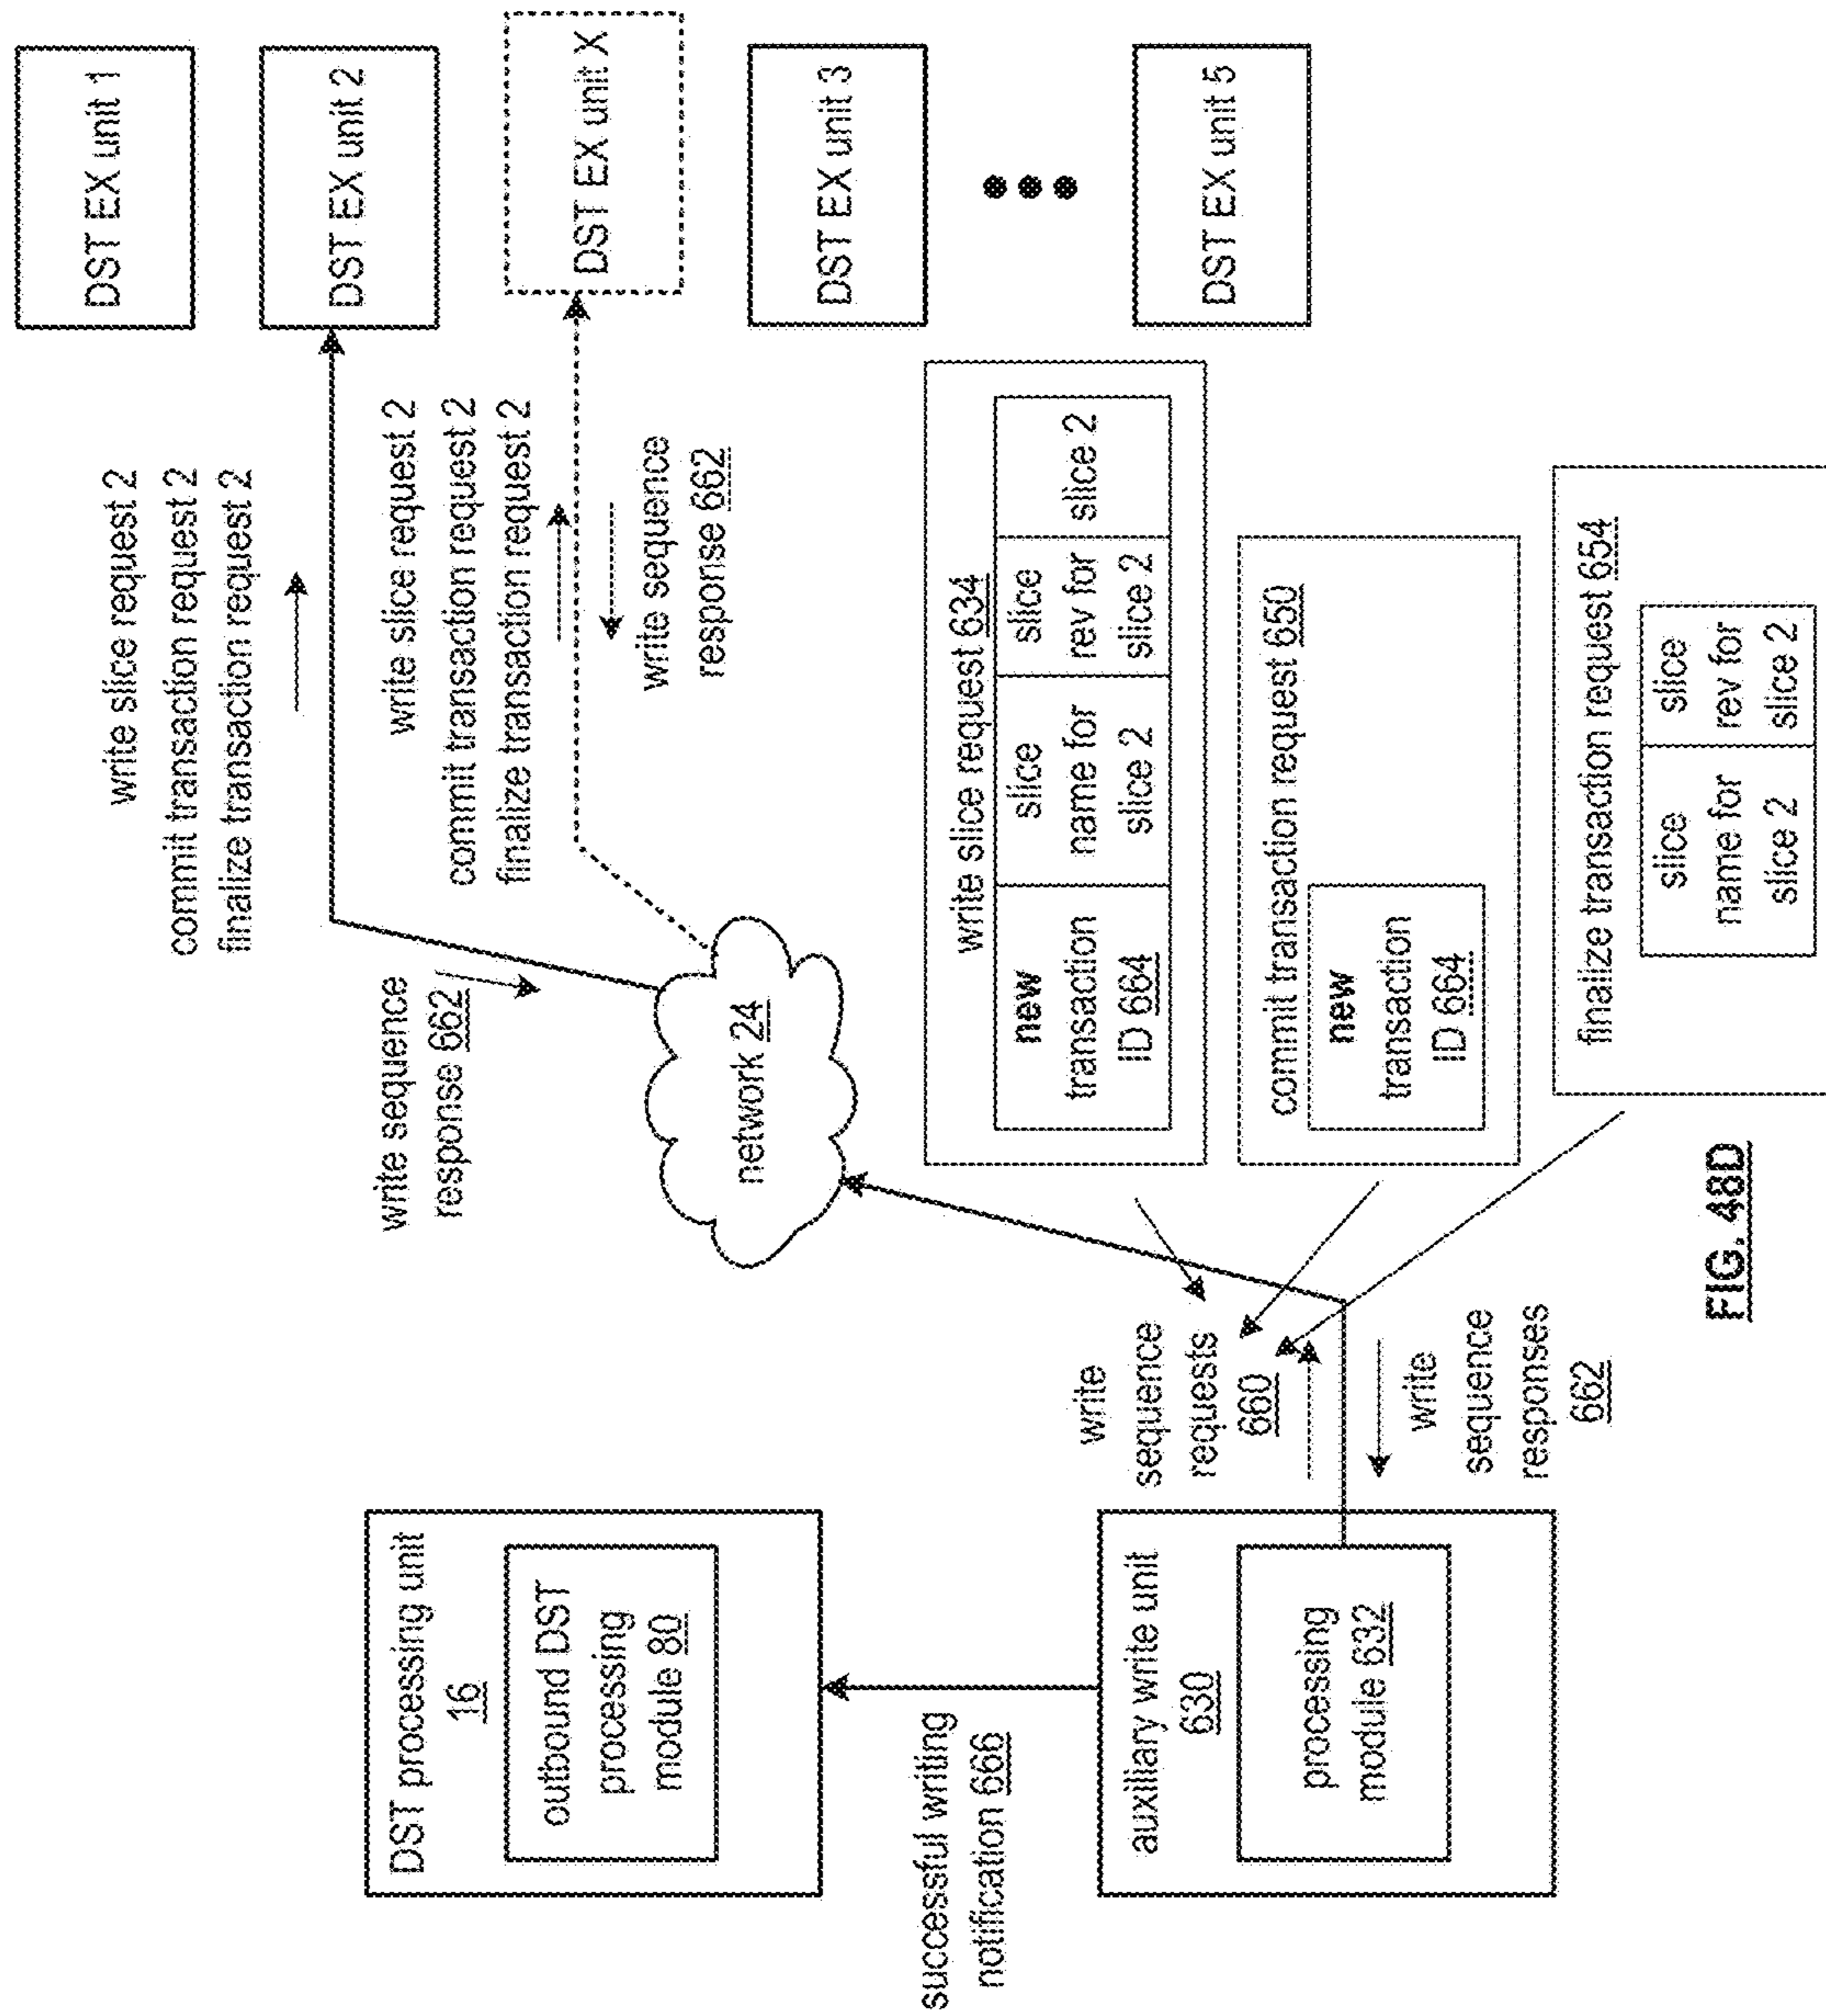 DST processing unit
16
outbound DST
processing
module 80
successful writing
notification 666
auxiliary write unit
630
processing
module 632
write
sequence
requests
660
write
sequence
responses
662
network 24
write sequence
response 662
write slice request 2
commit transaction request 2
finalize transaction request 2
write slice request 2
commit transaction request 2
finalize transaction request 2
write sequence
response 662
DST EX unit 1
DST EX unit 2
DST EX unit X
DST EX unit 3
DST EX unit 5
write slice request 634
new
transaction
ID 664
slice
name for
slice 2
slice
rev for
slice 2
slice 2
commit transaction request 650
new
transaction
ID 664
finalize transaction request 654
slice
name for
slice 2
slice
rev for
slice 2
FIG. 48D